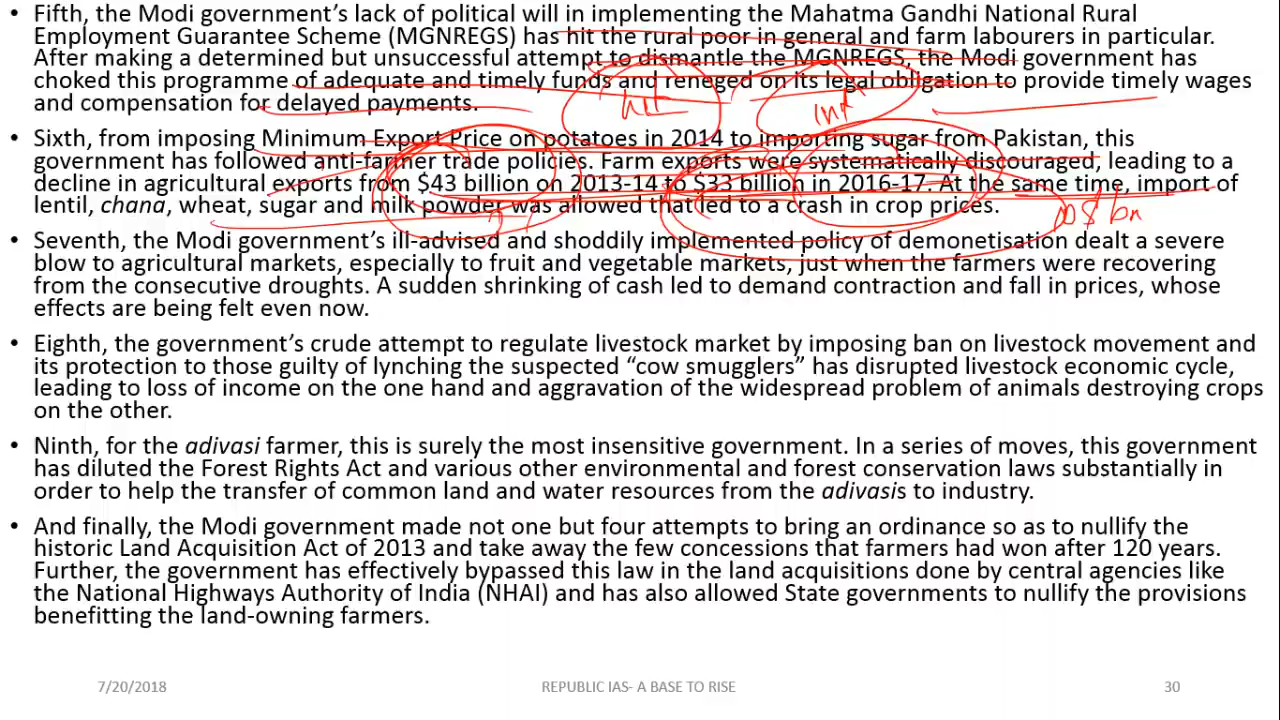 • Fifth, the Modi government’s lack of political will in implementing the Mahatma Gandhi National Rural
Employment Guarantee Scheme (MGNREGS) has hit the rural poor in general and farm labourers in particular.
After making a determined but unsuccessful attempt to dismantle the MGNREGS, the Modi government has
choked this programme of adequate and timely funds and reneged on its legal obligation to provide timely wages
and compensation for delayed payments.
• Sixth, from imposing Minimum Export Price on potatoes in 2014 to importing sugar from Pakistan, this
government has followed anti-farmer trade policies. Farm exports were systematically discouraged, leading to a
decline in agricultural exports from $43 billion on 2013-14 to $33 billion in 2016-17. At the same time, import of
lentil, chana, wheat, sugar and milk powder was allowed that led to a crash in crop prices.
• Seventh, the Modi government’s ill-advised and shoddily implemented policy of demonetisation dealt a severe
blow to agricultural markets, especially to fruit and vegetable markets, just when the farmers were recovering
from the consecutive droughts. A sudden shrinking of cash led to demand contraction and fall in prices, whose
effects are being felt even now.
• Eighth, the government’s crude attempt to regulate livestock market by imposing ban on livestock movement and
its protection to those guilty of lynching the suspected “cow smugglers” has disrupted livestock economic cycle,
leading to loss of income on the one hand and aggravation of the widespread problem of animals destroying crops
on the other.
• Ninth, for the adivasi farmer, this is surely the most insensitive government. In a series of moves, this government
has diluted the Forest Rights Act and various other environmental and forest conservation laws substantially in
order to help the transfer of common land and water resources from the adivasis to industry.
• And finally, the Modi government made not one but four attempts to bring an ordinance so as to nullify the
historic Land Acquisition Act of 2013 and take away the few concessions that farmers had won after 120 years.
Further, the government has effectively bypassed this law in the land acquisitions done by central agencies like
the National Highways Authority of India (NHAI) and has also allowed State governments to nullify the provisions
benefitting the land-owning farmers.
7/20/2018
REPUBLIC IAS- A BASE TO RISE
30